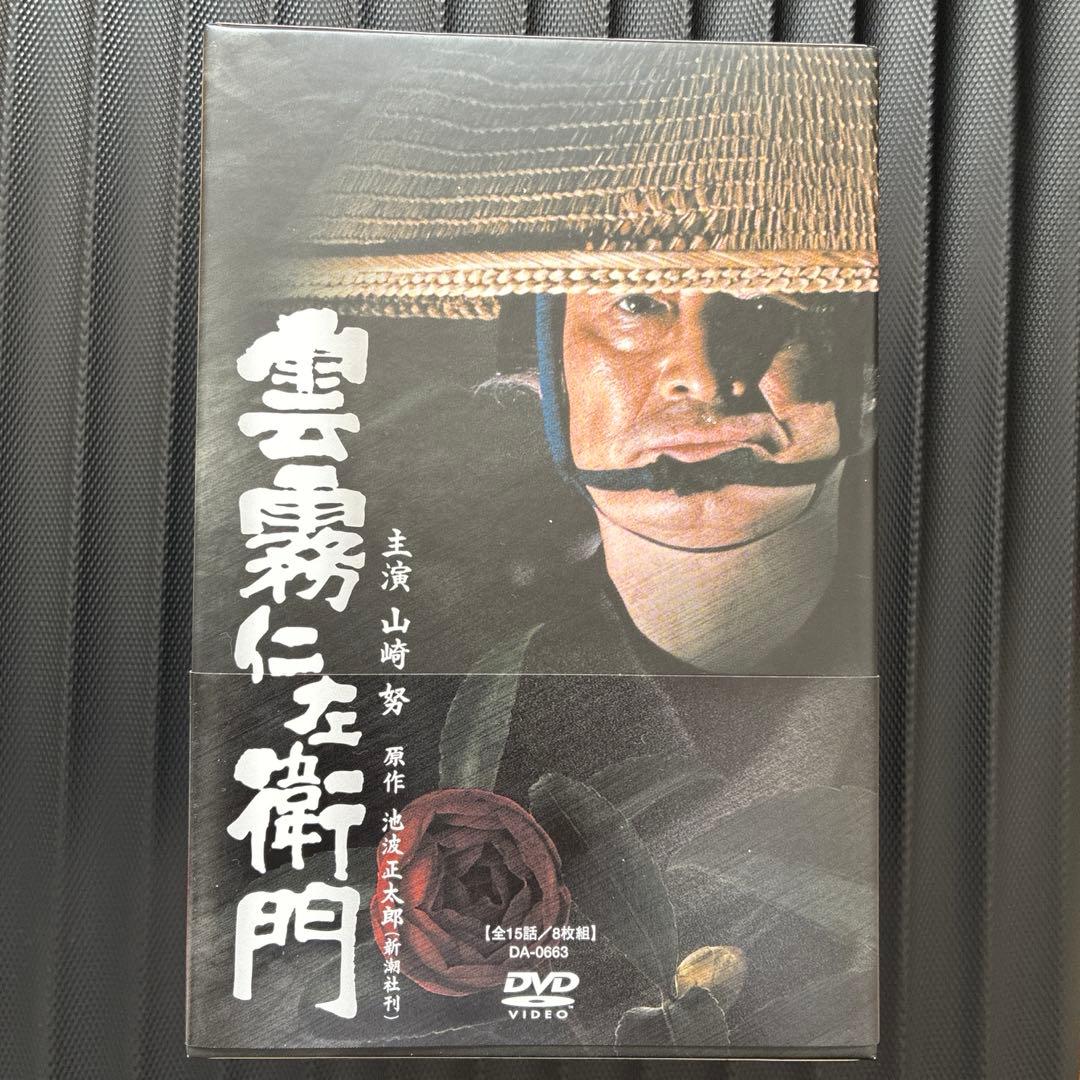 雲霧仁左衛門
主演 山崎 努 原作 池波正太郎(新潮社刊)
【全15話/8枚組】
DA-0663
DVD
VIDEO™